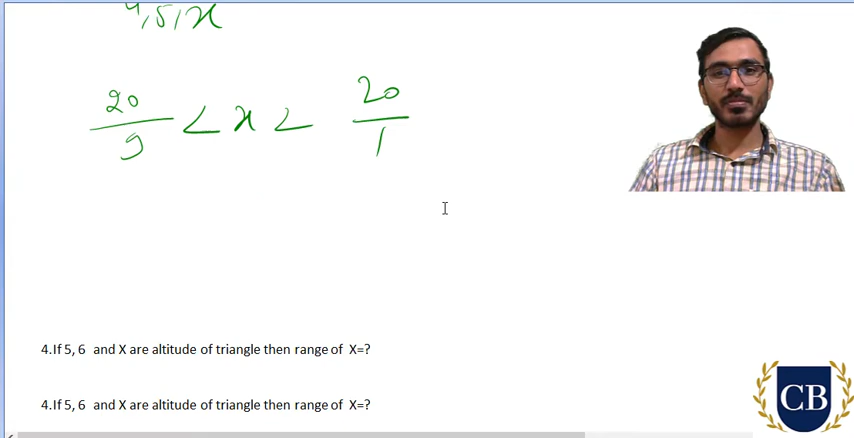 4,5,x
20/9 < x < 20/1
4.If 5, 6 and X are altitude of triangle then range of X=?
4.If 5, 6 and X are altitude of triangle then range of X=?
CB